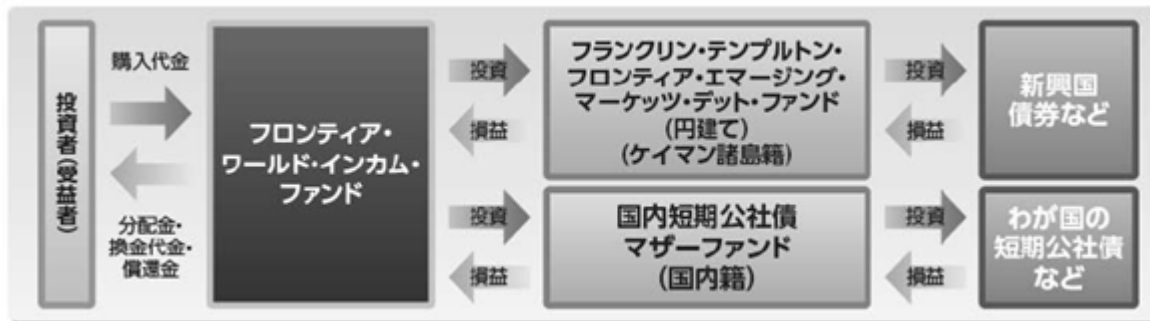 投資者(受益者)
購入代金
分配金・
換金代金・
償還金
フロンティア・
ワールド・インカム・
ファンド
投資
損益
フランクリン・テンプルトン・
フロンティア・エマージング・
マーケッツ・デット・ファンド
(円建て)
(ケイマン諸島籍)
投資
損益
新興国
債券など
投資
損益
国内短期公社債
マザーファンド
(国内籍)
投資
損益
わが国の
短期公社債
など